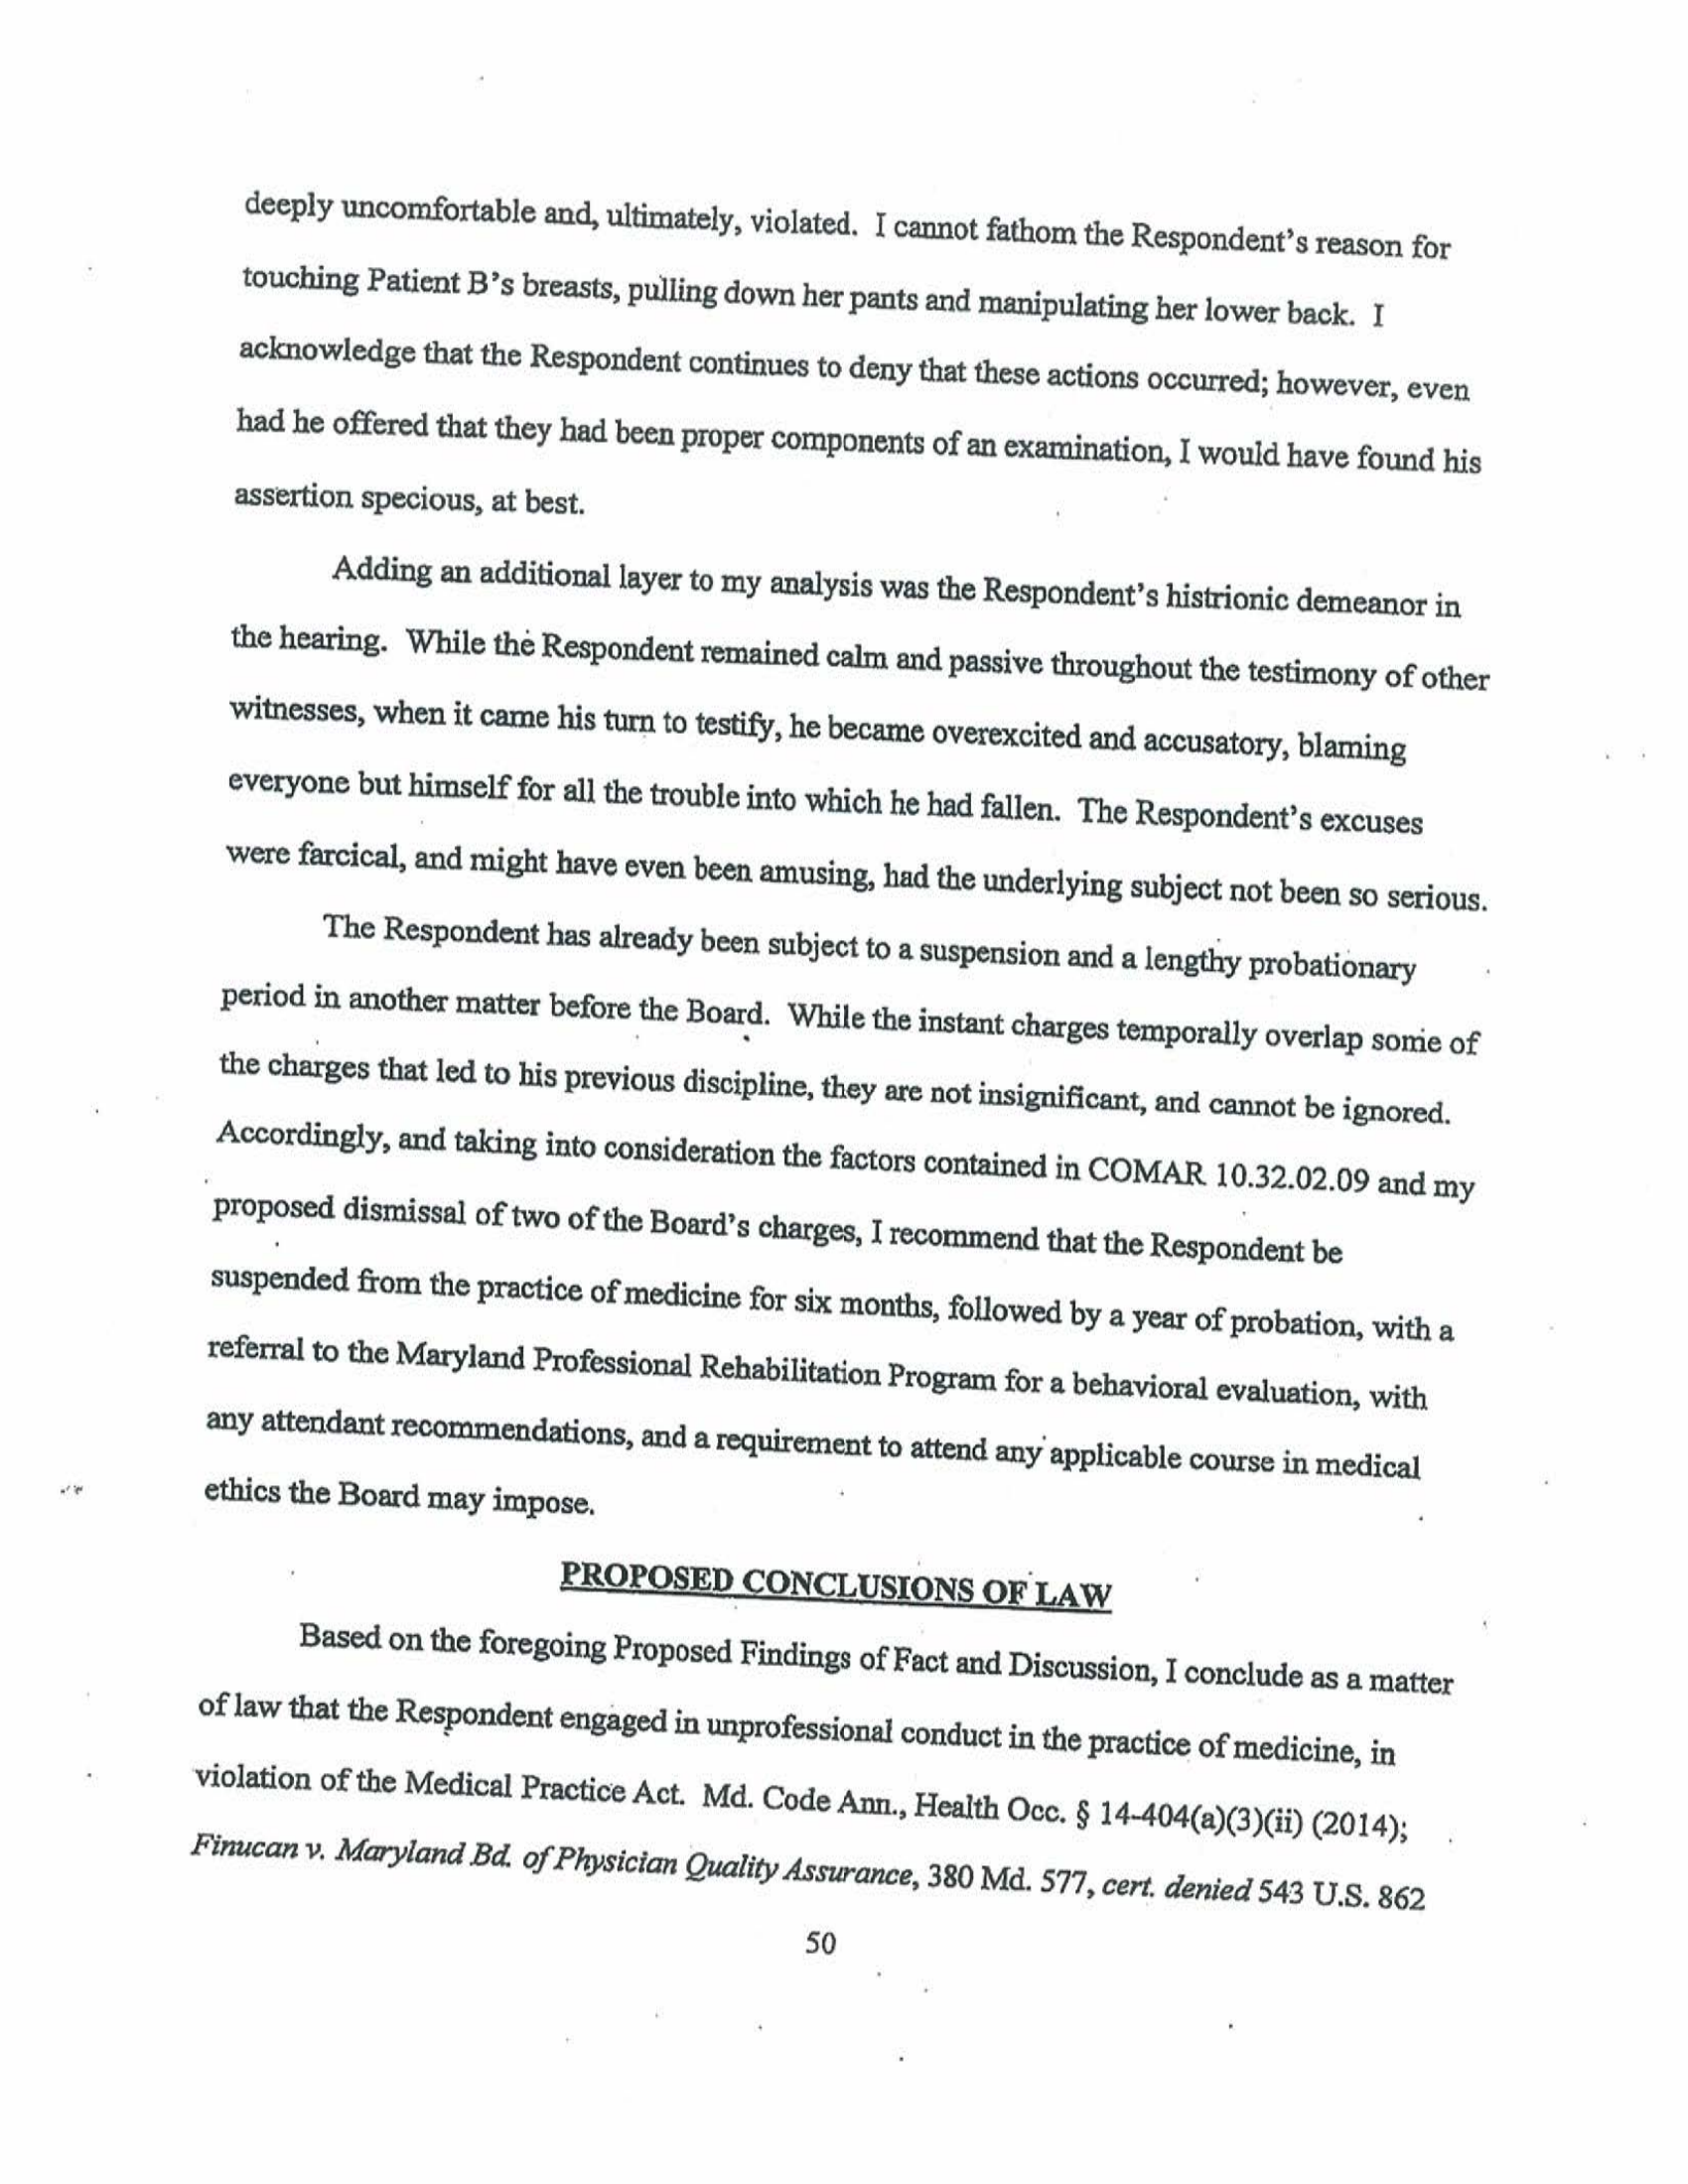 deeply uncomfortable and, ultimately, violated. I cannot fathom the Respondent's reason for
touching Patient B's breasts, pulling down her pants and manipulating her lower back. I
acknowledge that the Respondent continues to deny that these actions occurred; however, even
had he offered that they had been proper components of an examination, I would have found his
assertion specious, at best.
Adding an additional layer to my analysis was the Respondent's histrionic demeanor in
the hearing. While the Respondent remained calm and passive throughout the testimony of other
witnesses, when it came his turn to testify, he became overexcited and accusatory, blaming
everyone but himself for all the trouble into which he had fallen. The Respondent's excuses
were farcical, and might have even been amusing, had the underlying subject not been so serious.
The Respondent has already been subject to a suspension and a lengthy probationary
period in another matter before the Board. While the instant charges temporally overlap some of
the charges that led to his previous discipline, they are not insignificant, and cannot be ignored.
Accordingly, and taking into consideration the factors contained in COMAR 10.32.02.09 and my
proposed dismissal of two of the Board's charges, I recommend that the Respondent be
suspended from the practice of medicine for six months, followed by a year of probation, with a
referral to the Maryland Professional Rehabilitation Program for a behavioral evaluation, with
any attendant recommendations, and a requirement to attend any applicable course in medical
ethics the Board may impose.
PROPOSED CONCLUSIONS OF LAW
Based on the foregoing Proposed Findings of Fact and Discussion, I conclude as a matter
of law that the Respondent engaged in unprofessional conduct in the practice of medicine, in
violation of the Medical Practice Act. Md. Code Ann., Health Occ. § 14-404(a)(3)(ii) (2014);
Finucan v. Maryland Bd. of Physician Quality Assurance, 380 Md. 577, cert. denied 543 U.S. 862
50